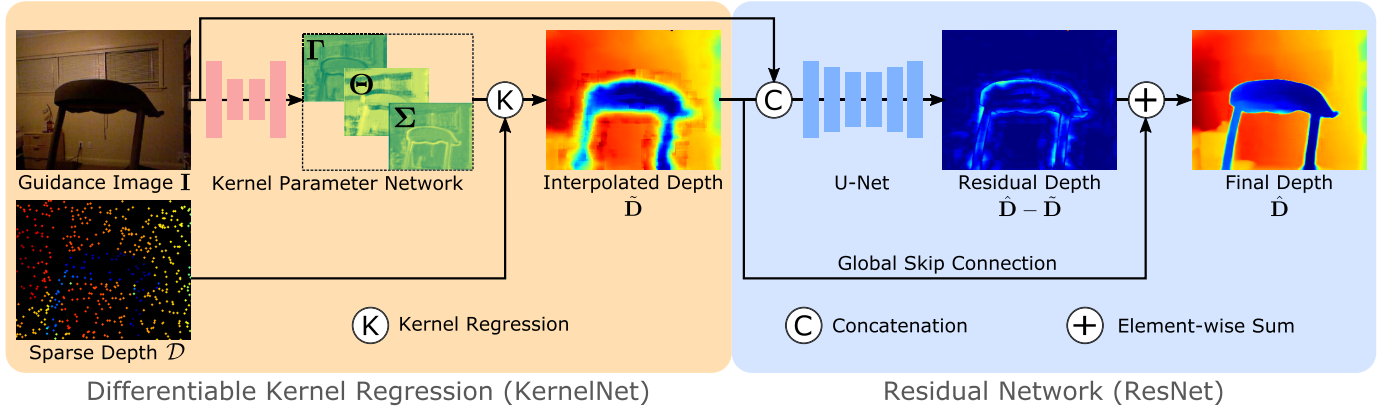 Γ
Θ
Σ
K
C
+
Guidance Image I
Kernel Parameter Network
Interpolated Depth
D̃
U-Net
Residual Depth
D̂ − D̃
Final Depth
D̂
Global Skip Connection
K Kernel Regression
C Concatenation
+ Element-wise Sum
Sparse Depth 𝒟
Differentiable Kernel Regression (KernelNet)
Residual Network (ResNet)